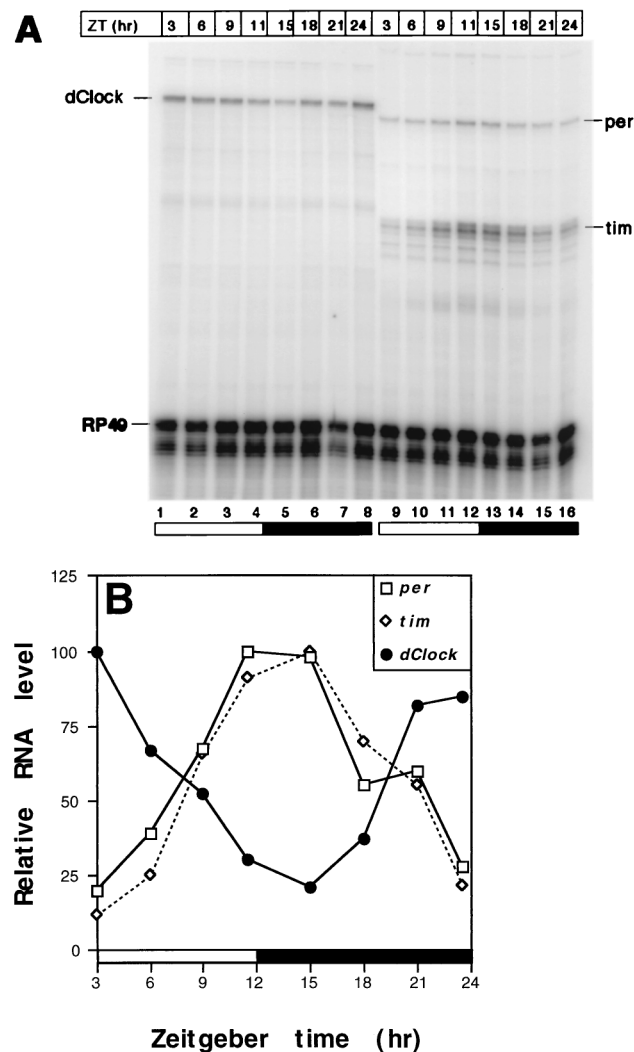 A
ZT (hr) 3 6 9 11 15 18 21 24 3 6 9 11 15 18 21 24
dClock
per
tim
RP49
1 2 3 4 5 6 7 8 9 10 11 12 13 14 15 16
B
per
tim
dClock
Relative RNA level
125
100
75
50
25
0
3 6 9 12 15 18 21 24
Zeitgeber time (hr)